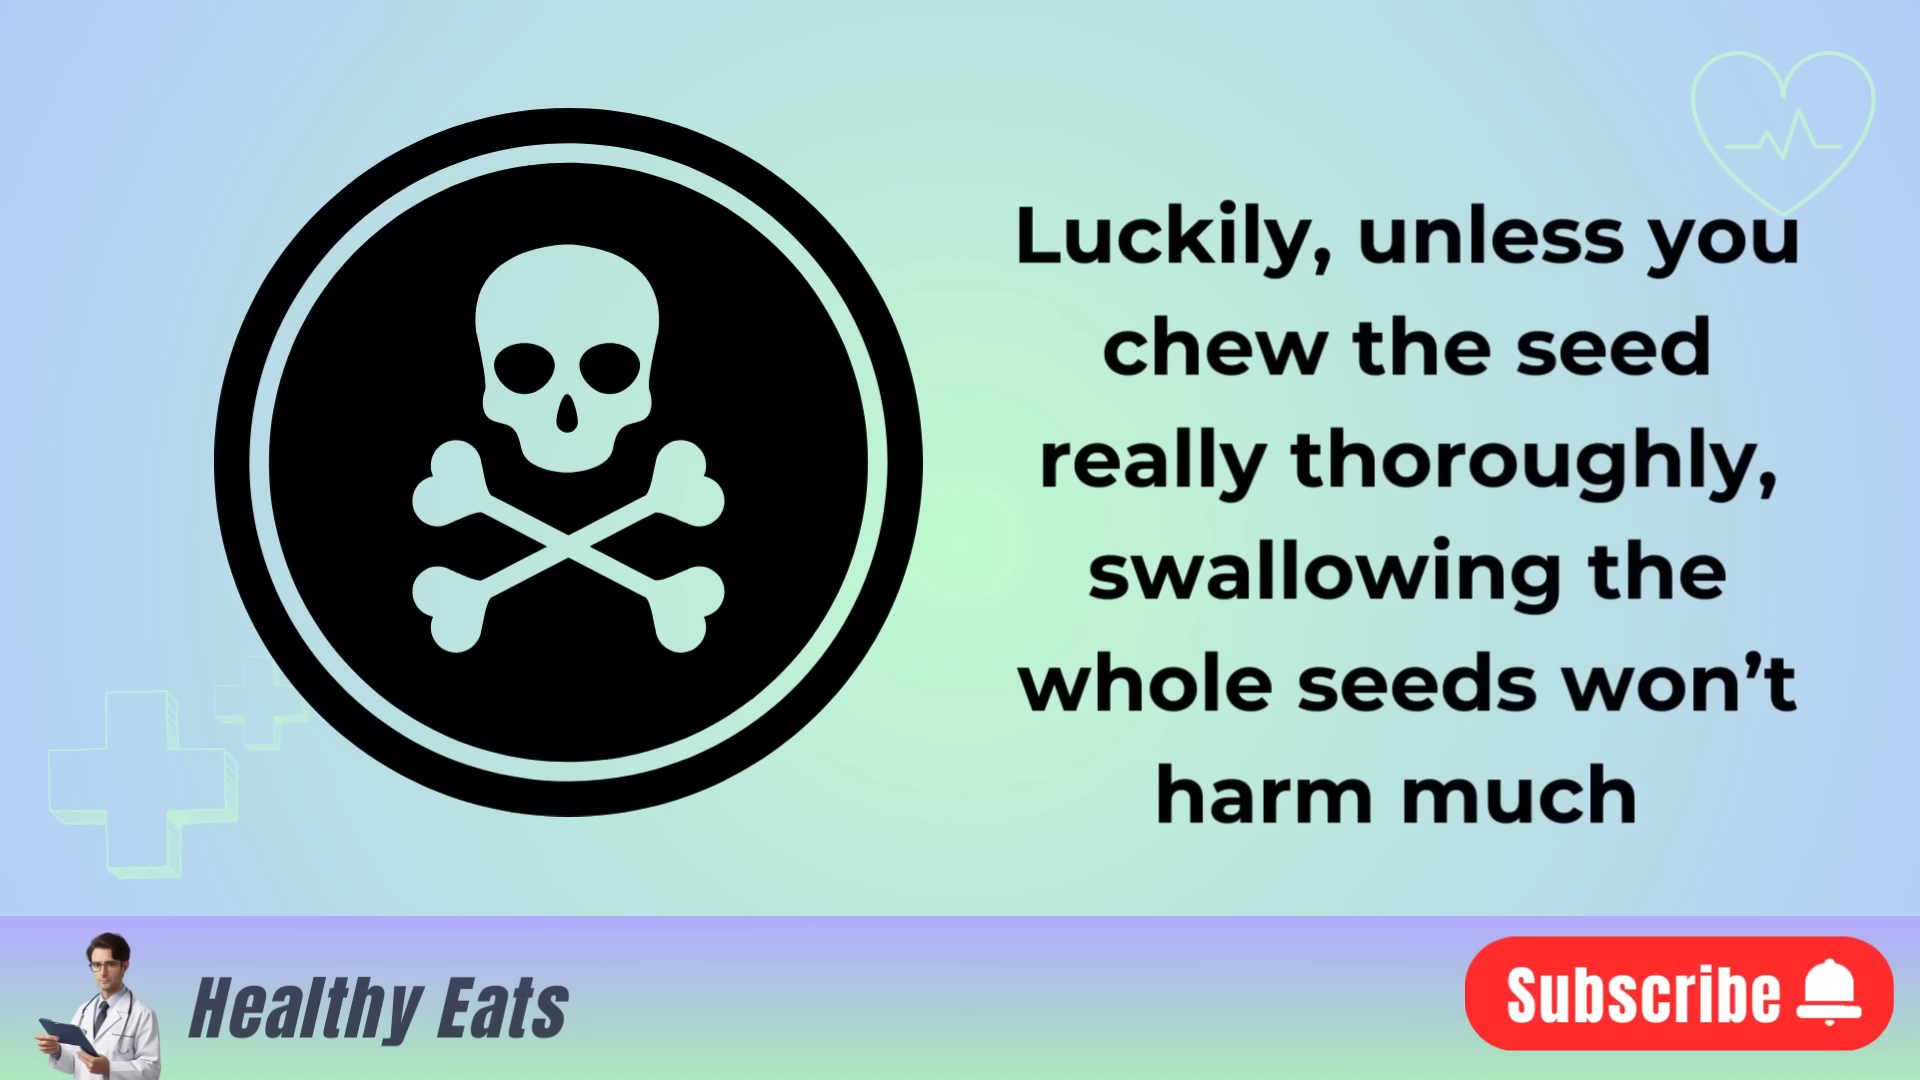 Luckily, unless you
chew the seed
really thoroughly,
swallowing the
whole seeds won’t
harm much
Healthy Eats
Subscribe